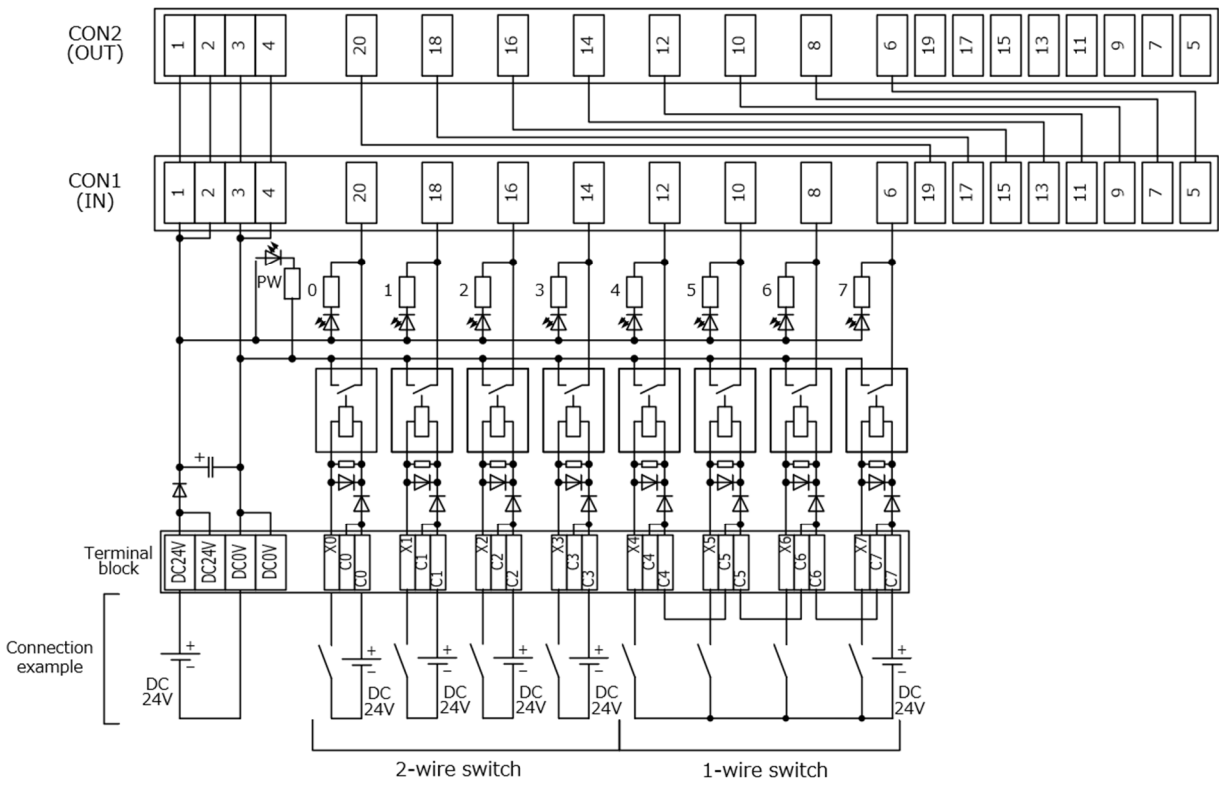 CON2
(OUT)
1 2 3 4 20 18 16 14 12 10 8 6 19 17 15 13 11 9 7 5
CON1
(IN)
1 2 3 4 20 18 16 14 12 10 8 6 19 17 15 13 11 9 7 5
PW
0 1 2 3 4 5 6 7
+
Terminal
block
DC24V DC24V DC0V DC0V X0 C0 C0 X1 C1 C1 X2 C2 C2 X3 C3 C3 X4 C4 C4 X5 C5 C5 X6 C6 C6 X7 C7 C7
Connection
example
+ + + + + +
− − − − − −
DC DC DC DC DC DC
24V 24V 24V 24V 24V 24V
2-wire switch 1-wire switch